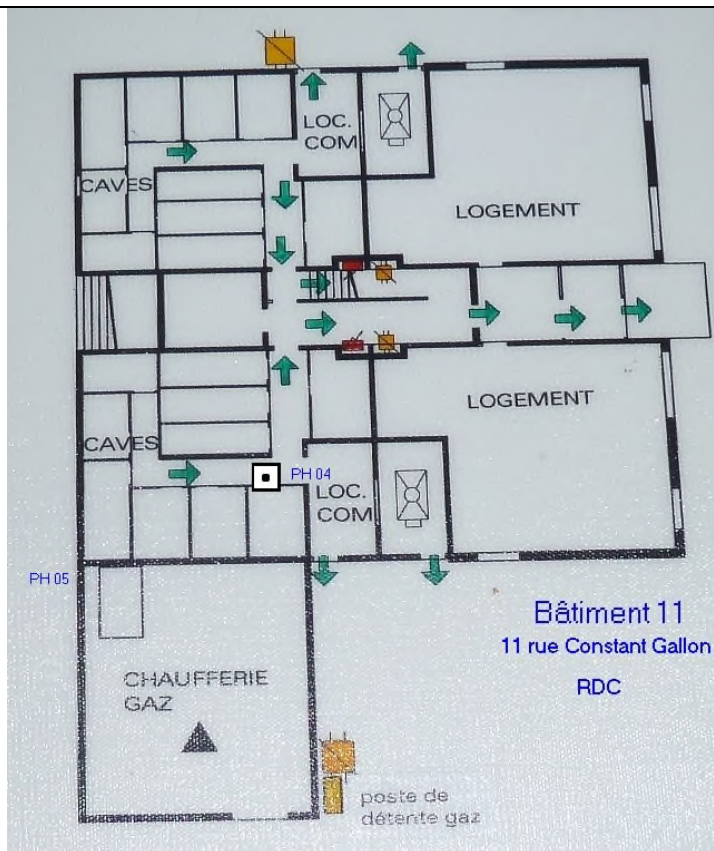 LOC.
COM
CAVES
LOGEMENT
LOGEMENT
CAVES
PH 04
LOC.
COM
PH 05
Bâtiment 11
11 rue Constant Gallon
RDC
CHAUFFERIE
GAZ
poste de
détente gaz